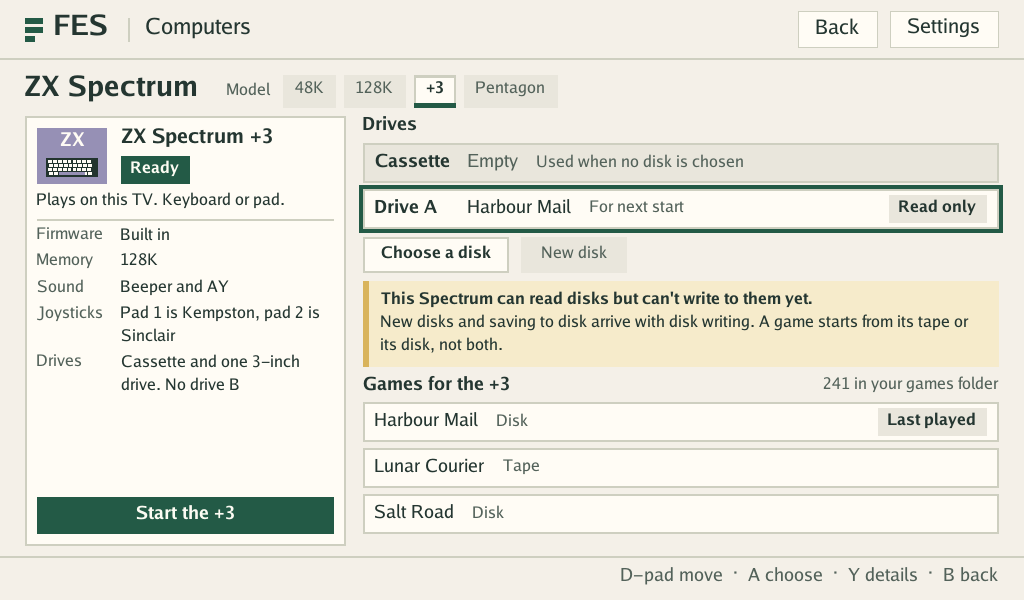 FES
Computers
Back
Settings
ZX Spectrum
Model
48K
128K
+3
Pentagon
ZX
ZX Spectrum +3
Ready
Plays on this TV. Keyboard or pad.
Firmware Built in
Memory 128K
Sound Beeper and AY
Joysticks Pad 1 is Kempston, pad 2 is
Sinclair
Drives Cassette and one 3-inch
drive. No drive B
Start the +3
Drives
Cassette Empty Used when no disk is chosen
Drive A Harbour Mail For next start Read only
Choose a disk
New disk
This Spectrum can read disks but can't write to them yet.
New disks and saving to disk arrive with disk writing. A game starts from its tape or
its disk, not both.
Games for the +3
241 in your games folder
Harbour Mail Disk Last played
Lunar Courier Tape
Salt Road Disk
D-pad move · A choose · Y details · B back